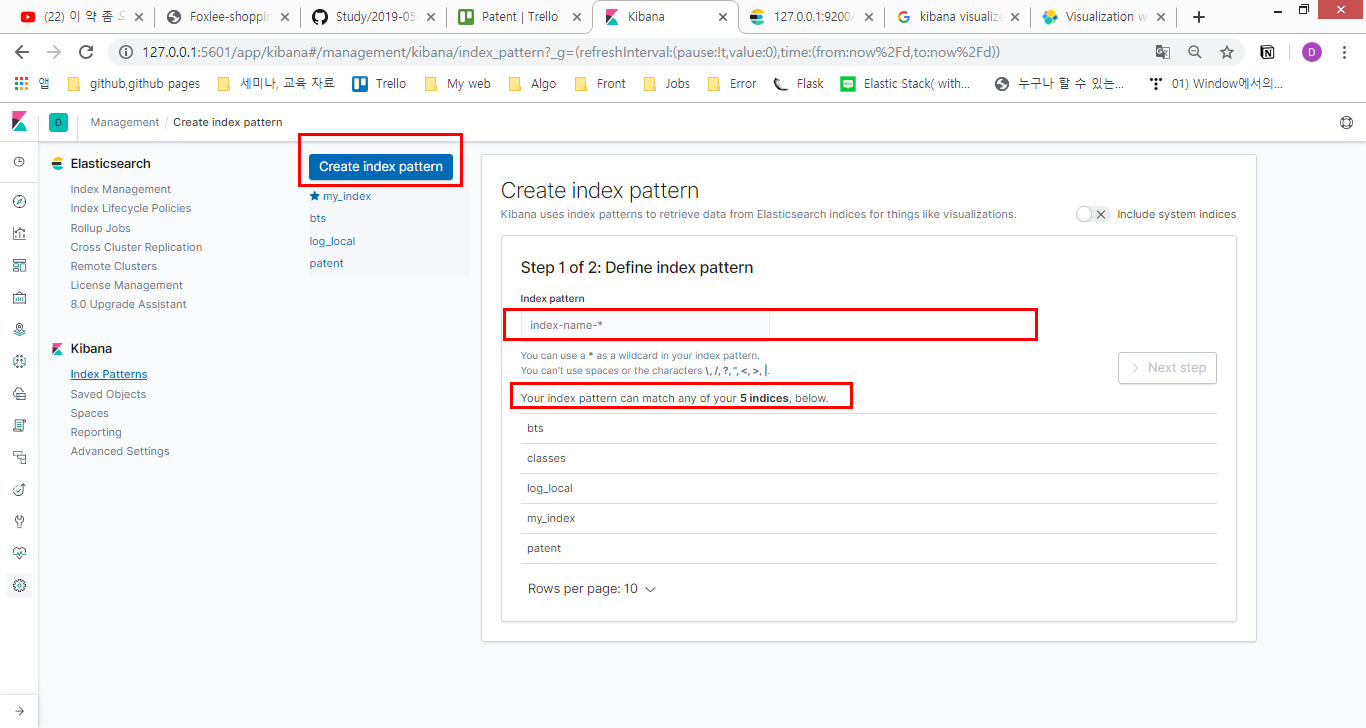 (22) 이 약 좀 드
Foxlee-shoppin
Study/2019-05
Patent | Trello
Kibana
127.0.0.1:9200/
kibana visualize
Visualization w
127.0.0.1:5601/app/kibana#/management/kibana/index_pattern?_g=(refreshInterval:(pause:!t,value:0),time:(from:now%2Fd,to:now%2Fd))
D
앱
github,github pages
세미나, 교육 자료
Trello
My web
Algo
Front
Jobs
Error
Flask
Elastic Stack( with...
누구나 할 수 있는...
01) Window에서의...
D
Management / Create index pattern
Elasticsearch
Index Management
Index Lifecycle Policies
Rollup Jobs
Cross Cluster Replication
Remote Clusters
License Management
8.0 Upgrade Assistant
Kibana
Index Patterns
Saved Objects
Spaces
Reporting
Advanced Settings
Create index pattern
★ my_index
bts
log_local
patent
Create index pattern
Kibana uses index patterns to retrieve data from Elasticsearch indices for things like visualizations.
Include system indices
Step 1 of 2: Define index pattern
Index pattern
index-name-*
You can use a * as a wildcard in your index pattern.
You can't use spaces or the characters \, /, ?, ", <, >, |.
Next step
Your index pattern can match any of your 5 indices, below.
bts
classes
log_local
my_index
patent
Rows per page: 10